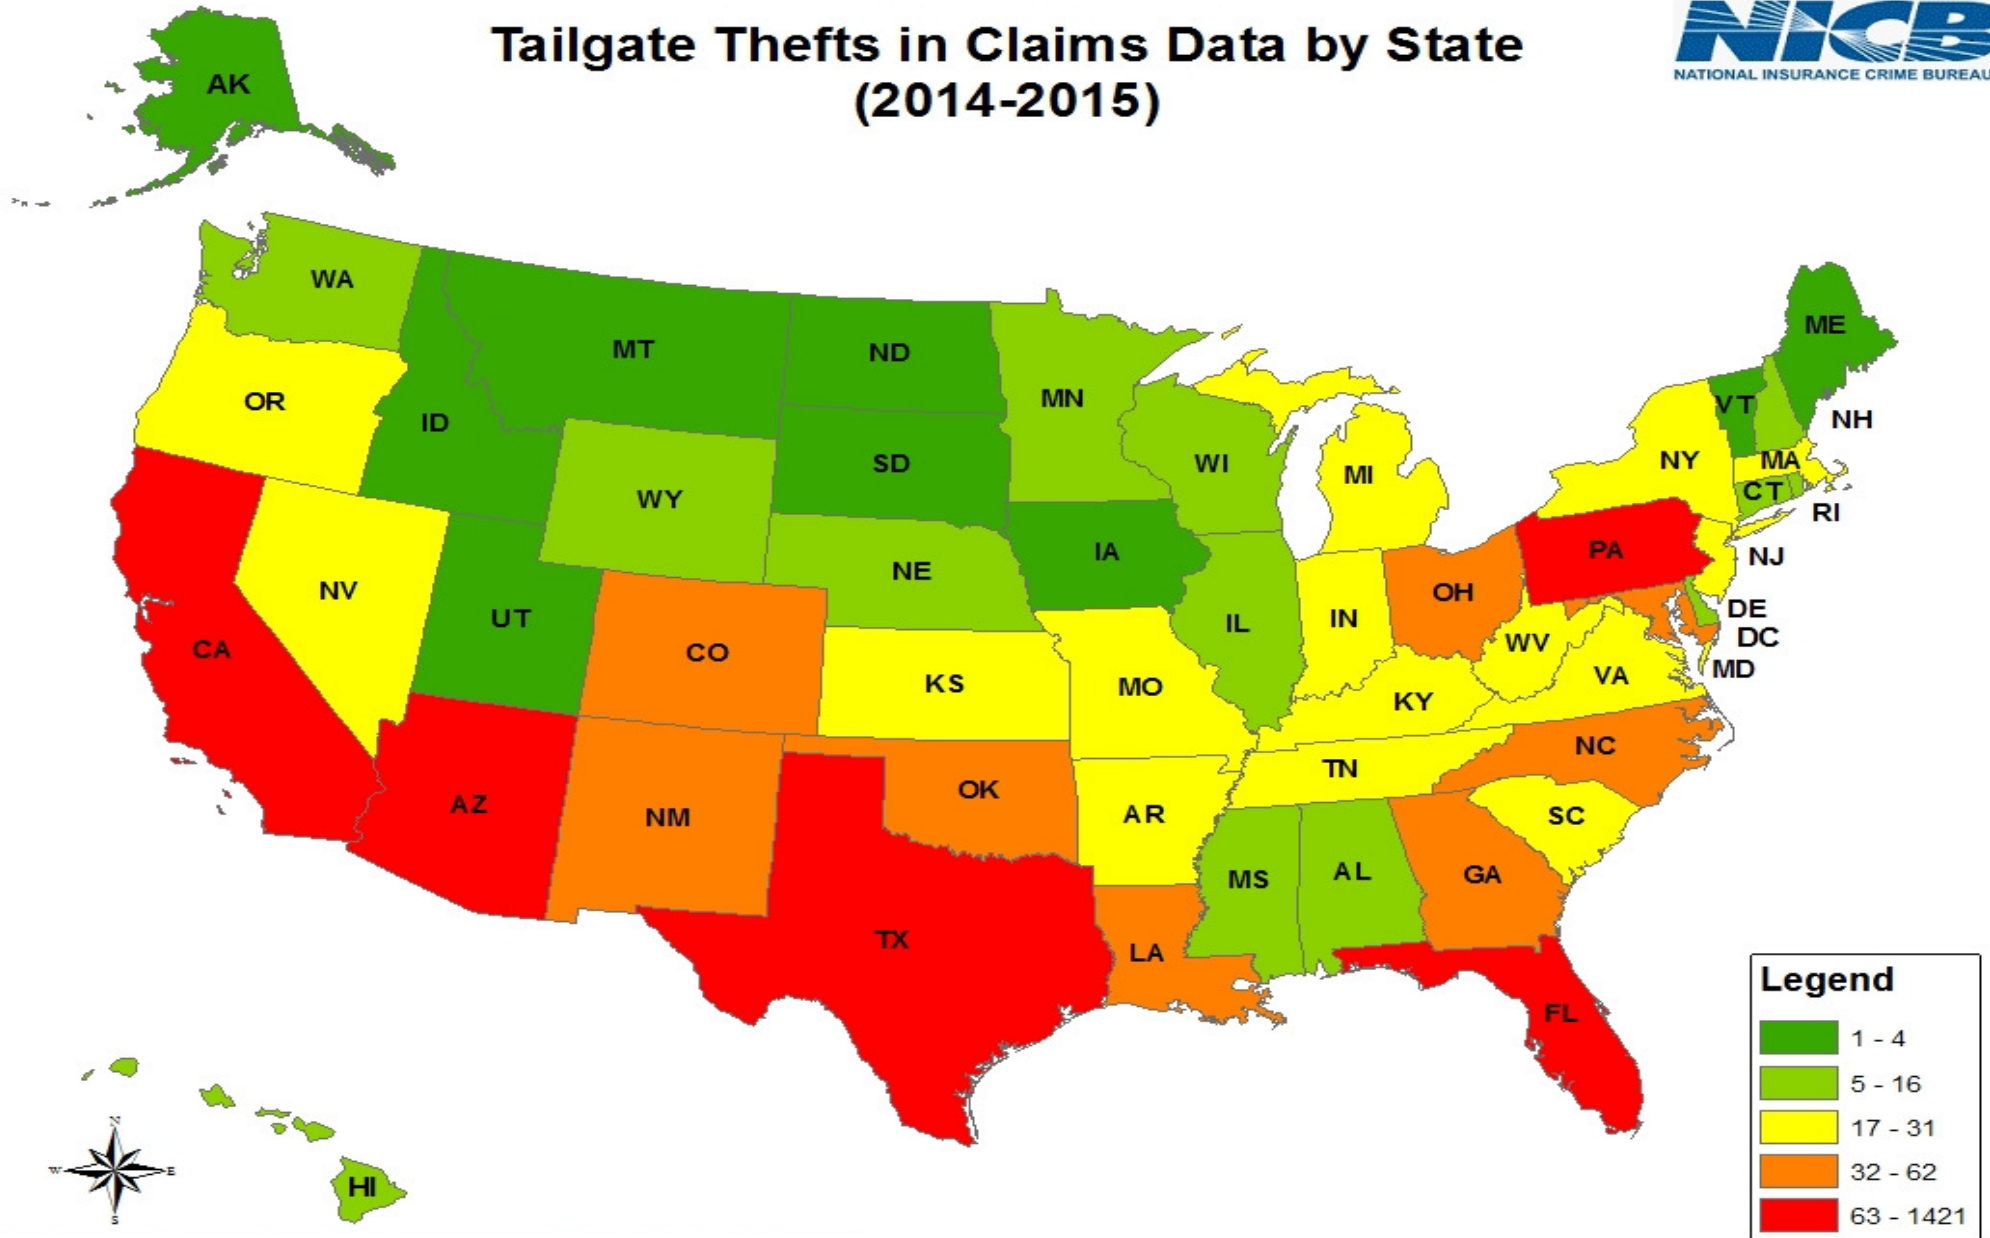 Tailgate Thefts in Claims Data by State
(2014-2015)
NICB
NATIONAL INSURANCE CRIME BUREAU
AK
WA
MT
ND
MN
ME
OR
ID
SD
WI
MI
NY
VT
NH
MA
WY
CT
RI
IA
PA
NJ
NE
NV
UT
IL
IN
OH
DE
DC
MD
CA
CO
KS
MO
WV
VA
KY
NC
AZ
NM
OK
AR
TN
SC
MS
AL
GA
TX
LA
FL
HI
N
W
E
S
Legend
1 - 4
5 - 16
17 - 31
32 - 62
63 - 1421